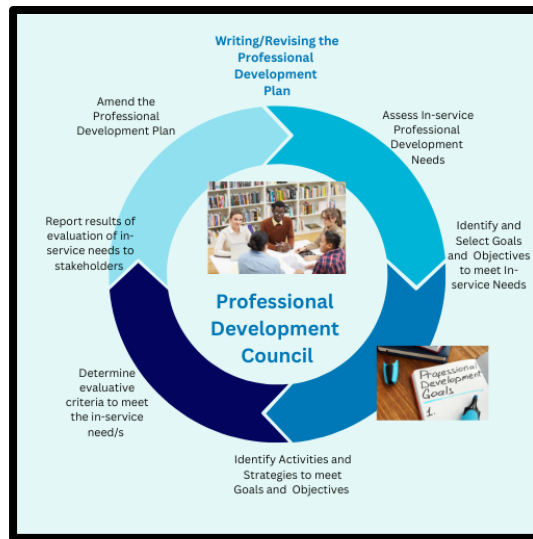 Writing/Revising the
Professional
Development
Plan
Assess In-service
Professional
Development
Needs
Identify and
Select Goals
and Objectives
to meet In-
service Needs
Professional
Development
Goals
1.
Identify Activities and
Strategies to meet
Goals and Objectives
Determine
evaluative
criteria to meet
the in-service
need/s
Report results of
evaluation of in-
service needs to
stakeholders
Amend the
Professional
Development Plan
Professional
Development
Council